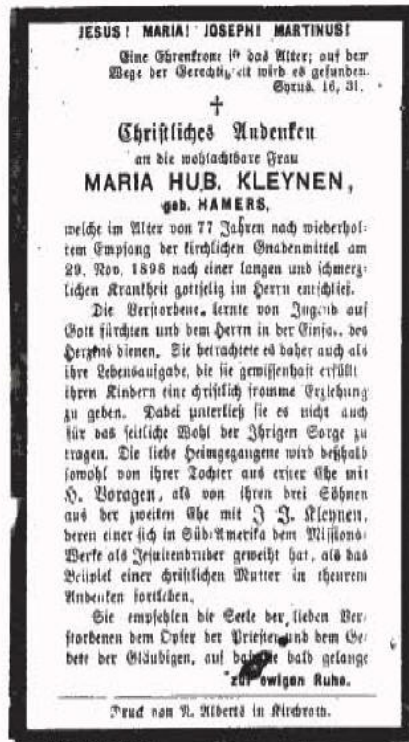 JESUS! MARIA! JOSEPH! MARTINUS!
Eine Ehrenkrone ist das Alter; auf dem
Wege der Gerechtigkeit wird es gefunden.
Sprüs. 16, 31.
†
Christliches Andenken
an die wohlachtbare Frau
MARIA HUB. KLEYNEN,
geb. HAMERS,
welche im Alter von 77 Jahren nach wiederhol-
tem Empfang der kirchlichen Gnadenmittel am
29. Nov. 1898 nach einer langen und schmerz-
lichen Krankheit gottselig im Herrn entschlief.
Die Verstorbene lernte von Jugend auf
Gott fürchten und dem Herrn in der Einfalt des
Herzens dienen. Sie betrachtete es daher auch als
ihre Lebensaufgabe, die sie gewissenhaft erfüllt
ihren Kindern eine christlich fromme Erziehung
zu geben. Dabei unterließ sie es nicht auch
für das zeitliche Wohl der Ihrigen Sorge zu
tragen. Die liebe Heimgegangene wird deßhalb
sowohl von ihrer Tochter aus erster Ehe mit
H. Voragen, als von ihren drei Söhnen
aus der zweiten Ehe mit J. J. Kleynen,
deren einer sich in Süd-Amerika dem Missions-
Werke als Jesuitenbruder geweiht hat, als das
Beispiel einer christlichen Mutter in theurem
Andenken fortleben.
Sie empfehlen die Seele der lieben Ver-
storbenen dem Opfer der Priester und dem Ge-
bete der Gläubigen, auf daß sie bald gelange
zur ewigen Ruhe.
Druck von N. Alberts in Kirchroth.